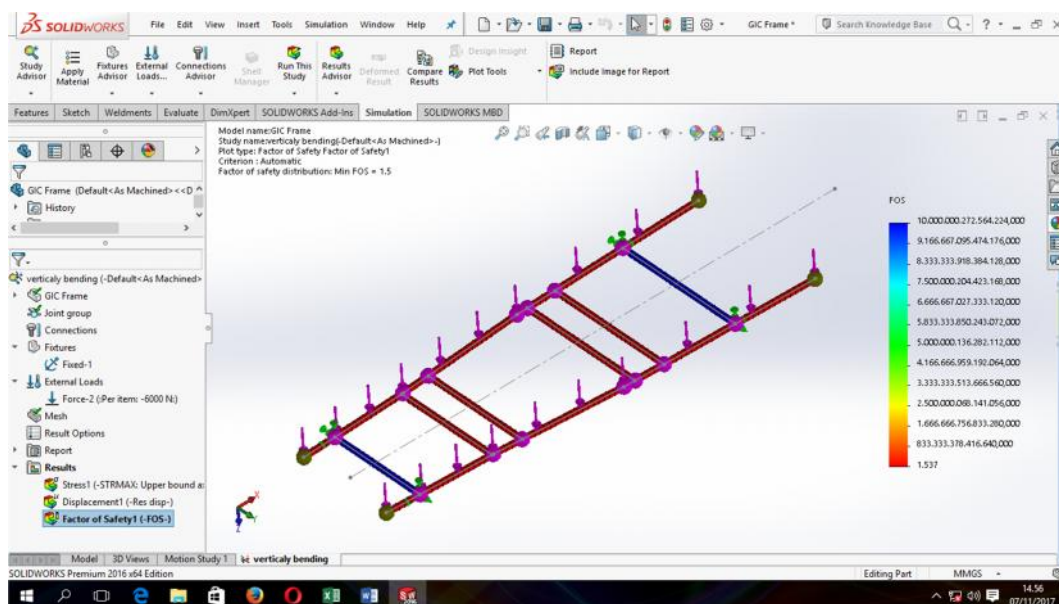 SOLIDWORKS File Edit View Insert Tools Simulation Window Help GIC Frame * Search Knowledge Base
Study Advisor
Apply Material
Fixtures Advisor
External Loads...
Connections Advisor
Shell Manager
Run This Study
Results Advisor
Deformed Result
Compare Results
Design Insight
Plot Tools
Report
Include Image for Report
Features Sketch Weldments Evaluate DimXpert SOLIDWORKS Add-Ins Simulation SOLIDWORKS MBD
Model name:GIC Frame
Study name:verticaly bending(-Default<As Machined>-)
Plot type: Factor of Safety Factor of Safety1
Criterion : Automatic
Factor of safety distribution: Min FOS = 1.5
GIC Frame (Default<As Machined><<D
History
verticaly bending (-Default<As Machined>
GIC Frame
Joint group
Connections
Fixtures
Fixed-1
External Loads
Force-2 (:Per item: -6000 N:)
Mesh
Result Options
Report
Results
Stress1 (-STRMAX: Upper bound a
Displacement1 (-Res disp-)
Factor of Safety1 (-FOS-)
FOS
10.000.000.272.564.224,000
9.166.667.095.474.176,000
8.333.333.918.384.128,000
7.500.000.204.423.168,000
6.666.667.027.333.120,000
5.833.333.850.243.072,000
5.000.000.136.282.112,000
4.166.666.959.192.064,000
3.333.333.513.666.560,000
2.500.000.068.141.056,000
1.666.666.756.833.280,000
833.333.378.416.640,000
1.537
Model 3D Views Motion Study 1 verticaly bending
SOLIDWORKS Premium 2016 x64 Edition Editing Part MMGS
14.56
07/11/2017